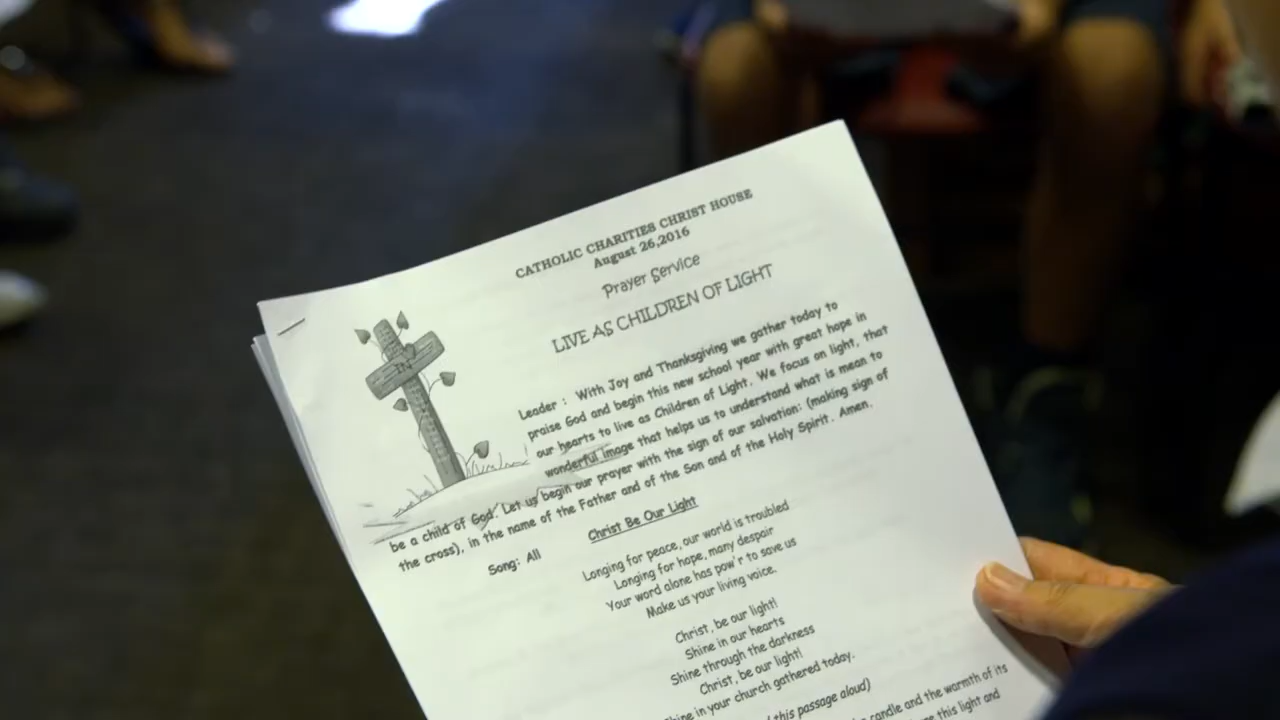 CATHOLIC CHARITIES CHRIST HOUSE
August 26,2016
Prayer Service
LIVE AS CHILDREN OF LIGHT
Leader : With Joy and Thanksgiving we gather today to
praise God and begin this new school year with great hope in
our hearts to live as Children of Light. We focus on light, that
wonderful image that helps us to understand what is mean to
be a child of God. Let us begin our prayer with the sign of our salvation: (making sign of
the cross), in the name of the Father and of the Son and of the Holy Spirit. Amen.
Song: All Christ Be Our Light
Longing for peace, our world is troubled
Longing for hope, many despair
Your word alone has pow'r to save us
Make us your living voice.
Christ, be our light!
Shine in our hearts
Shine through the darkness
Christ, be our light!
Shine in your church gathered today.
this passage aloud)
candle and the warmth of its
this light and